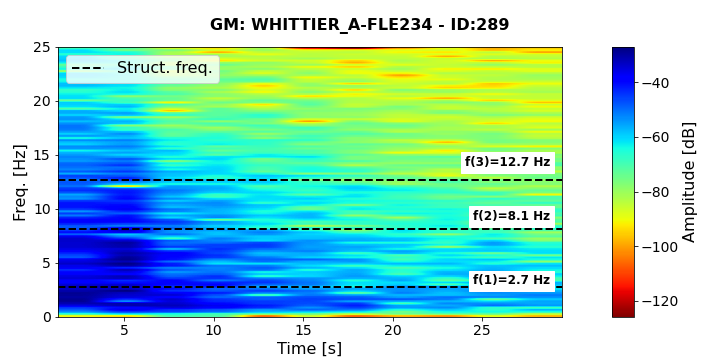 GM: WHITTIER_A-FLE234 - ID:289
Freq. [Hz]
25
20
15
10
5
0
Struct. freq.
f(3)=12.7 Hz
f(2)=8.1 Hz
f(1)=2.7 Hz
5 10 15 20 25
Time [s]
−40
−60
−80
−100
−120
Amplitude [dB]